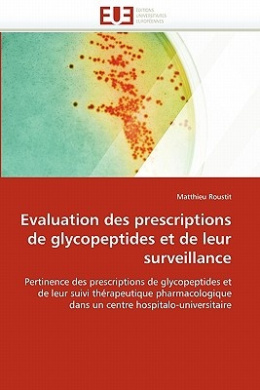 EUE
EDITIONS
UNIVERSITAIRES
EUROPEENNES
Matthieu Roustit
Evaluation des prescriptions
de glycopeptides et de leur
surveillance
Pertinence des prescriptions de glycopeptides et
de leur suivi thérapeutique pharmacologique
dans un centre hospitalo-universitaire